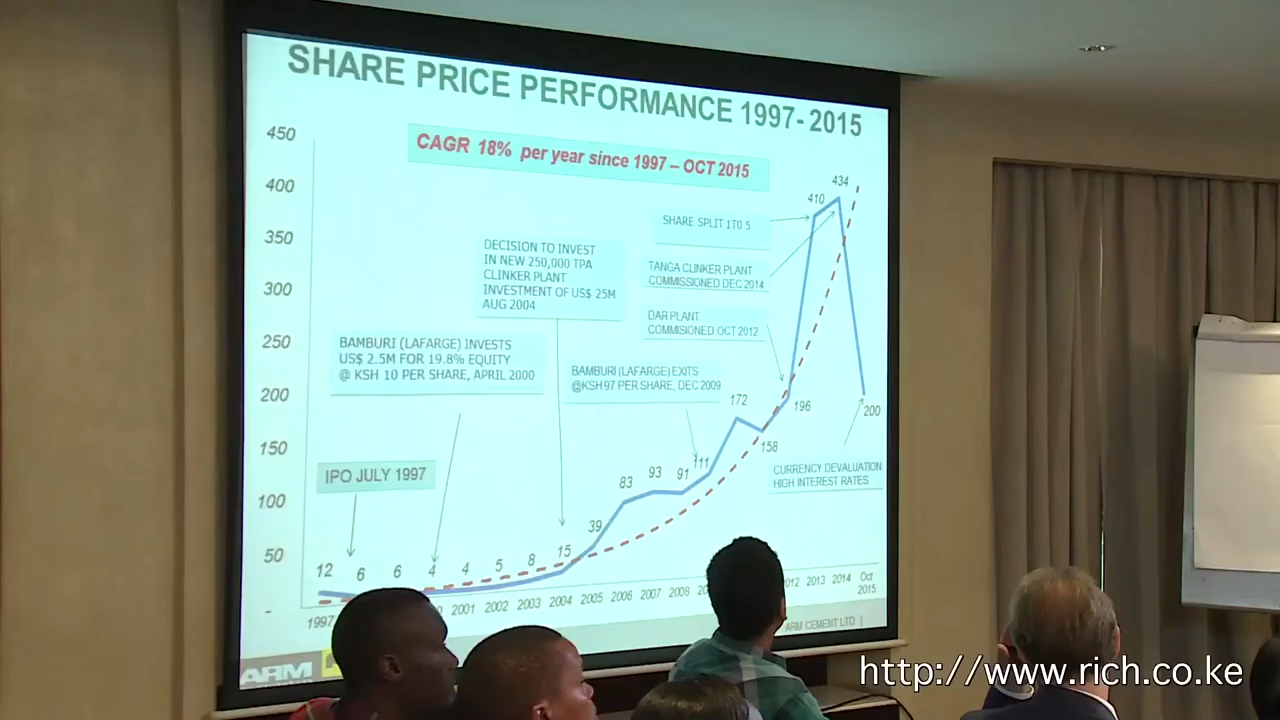 SHARE PRICE PERFORMANCE 1997- 2015
CAGR 18% per year since 1997 – OCT 2015
450
400
350
300
250
200
150
100
50
-
SHARE SPLIT 1T0 5
DECISION TO INVEST
IN NEW 250,000 TPA
CLINKER PLANT
INVESTMENT OF US$ 25M
AUG 2004
TANGA CLINKER PLANT
COMMISSIONED DEC 2014
DAR PLANT
COMMISIONED OCT 2012
BAMBURI (LAFARGE) INVESTS
US$ 2.5M FOR 19.8% EQUITY
@ KSH 10 PER SHARE, APRIL 2000
BAMBURI (LAFARGE) EXITS
@KSH 97 PER SHARE, DEC 2009
IPO JULY 1997
CURRENCY DEVALUATION
HIGH INTEREST RATES
12 6 6 4 4 5 8 15 39 83 93 91 111 172 158 196 410 434 200
1997 2001 2002 2003 2004 2005 2006 2007 2008 2013 2014 Oct
2015
ARM CEMENT LTD |
ARM
http://www.rich.co.ke